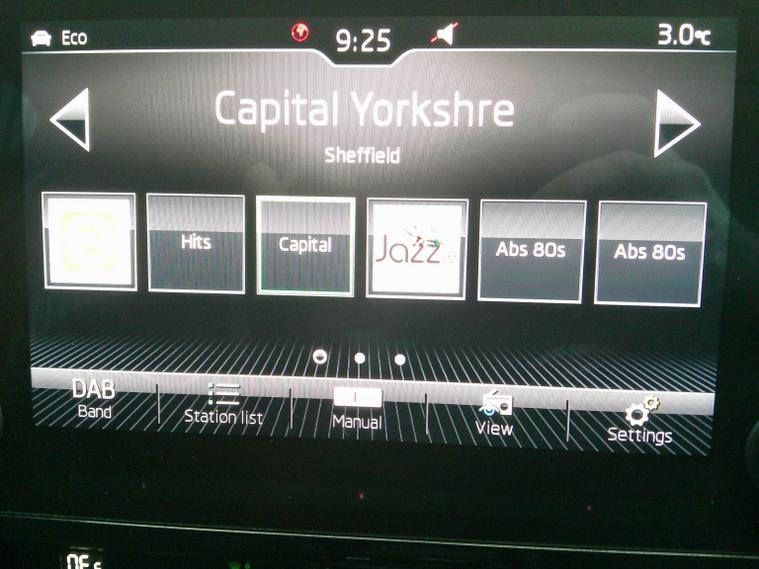 Eco
9:25
3.0°C
Capital Yorkshre
Sheffield
Hits
Capital
Jazz
Abs 80s
Abs 80s
DAB
Band
Station list
Manual
View
Settings